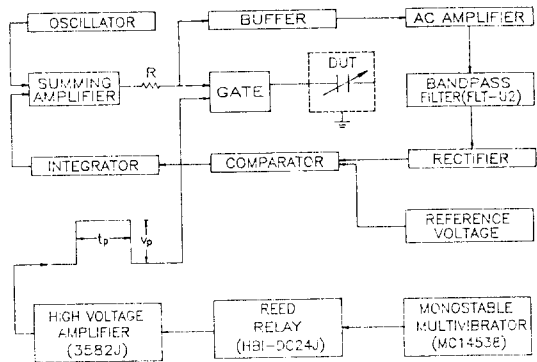 OSCILLATOR
BUFFER
AC AMPLIFIER
SUMMING
AMPLIFIER
R
GATE
DUT
BANDPASS
FILTER(FLT-U2)
INTEGRATOR
COMPARATOR
RECTIFIER
REFERENCE
VOLTAGE
tp
vp
HIGH VOLTAGE
AMPLIFIER
(3582J)
REED
RELAY
(HBI-DC24J)
MONOSTABLE
MULTIVIBRATOR
(MC14538)